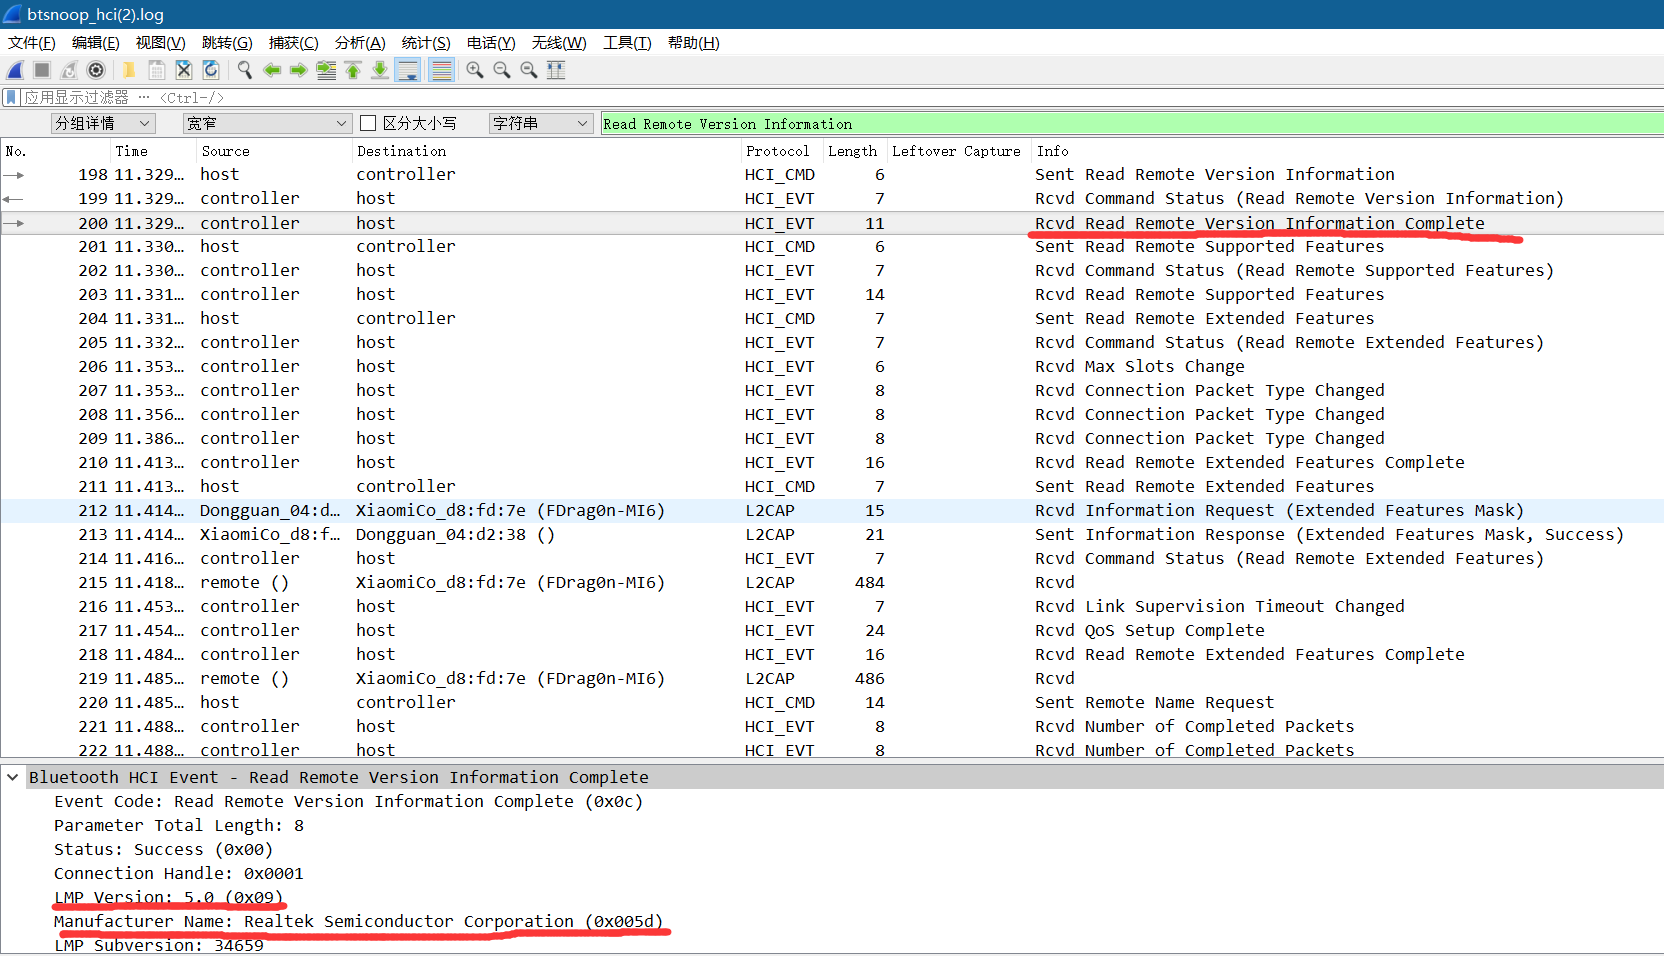 btsnoop_hci(2).log
文件(F) 编辑(E) 视图(V) 跳转(G) 捕获(C) 分析(A) 统计(S) 电话(Y) 无线(W) 工具(T) 帮助(H)
应用显示过滤器 … <Ctrl-/>
分组详情 宽窄 区分大小写 字符串 Read Remote Version Information
No. Time Source Destination Protocol Length Leftover Capture Info
198 11.329… host controller HCI_CMD 6 Sent Read Remote Version Information
199 11.329… controller host HCI_EVT 7 Rcvd Command Status (Read Remote Version Information)
200 11.329… controller host HCI_EVT 11 Rcvd Read Remote Version Information Complete
201 11.330… host controller HCI_CMD 6 Sent Read Remote Supported Features
202 11.330… controller host HCI_EVT 7 Rcvd Command Status (Read Remote Supported Features)
203 11.331… controller host HCI_EVT 14 Rcvd Read Remote Supported Features
204 11.331… host controller HCI_CMD 7 Sent Read Remote Extended Features
205 11.332… controller host HCI_EVT 7 Rcvd Command Status (Read Remote Extended Features)
206 11.353… controller host HCI_EVT 6 Rcvd Max Slots Change
207 11.353… controller host HCI_EVT 8 Rcvd Connection Packet Type Changed
208 11.356… controller host HCI_EVT 8 Rcvd Connection Packet Type Changed
209 11.386… controller host HCI_EVT 8 Rcvd Connection Packet Type Changed
210 11.413… controller host HCI_EVT 16 Rcvd Read Remote Extended Features Complete
211 11.413… host controller HCI_CMD 7 Sent Read Remote Extended Features
212 11.414… Dongguan_04:d… XiaomiCo_d8:fd:7e (FDrag0n-MI6) L2CAP 15 Rcvd Information Request (Extended Features Mask)
213 11.414… XiaomiCo_d8:f… Dongguan_04:d2:38 () L2CAP 21 Sent Information Response (Extended Features Mask, Success)
214 11.416… controller host HCI_EVT 7 Rcvd Command Status (Read Remote Extended Features)
215 11.418… remote () XiaomiCo_d8:fd:7e (FDrag0n-MI6) L2CAP 484 Rcvd
216 11.453… controller host HCI_EVT 7 Rcvd Link Supervision Timeout Changed
217 11.454… controller host HCI_EVT 24 Rcvd QoS Setup Complete
218 11.484… controller host HCI_EVT 16 Rcvd Read Remote Extended Features Complete
219 11.485… remote () XiaomiCo_d8:fd:7e (FDrag0n-MI6) L2CAP 486 Rcvd
220 11.485… host controller HCI_CMD 14 Sent Remote Name Request
221 11.488… controller host HCI_EVT 8 Rcvd Number of Completed Packets
222 11.488… controller host HCI_EVT 8 Rcvd Number of Completed Packets
Bluetooth HCI Event - Read Remote Version Information Complete
Event Code: Read Remote Version Information Complete (0x0c)
Parameter Total Length: 8
Status: Success (0x00)
Connection Handle: 0x0001
LMP Version: 5.0 (0x09)
Manufacturer Name: Realtek Semiconductor Corporation (0x005d)
LMP Subversion: 34659